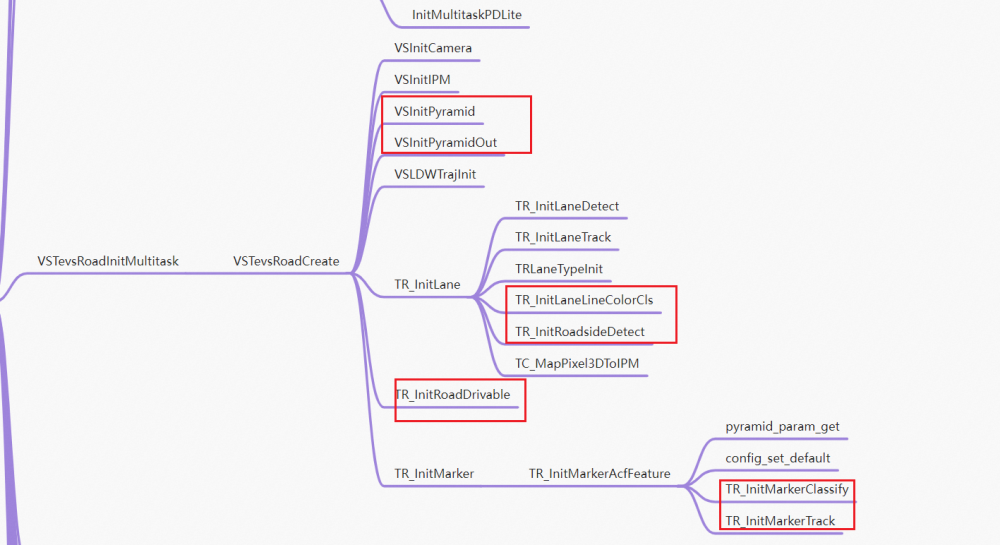 InitMultitaskPDLite
VSInitCamera
VSInitIPM
VSInitPyramid
VSInitPyramidOut
VSLDWTrajInit
TR_InitLaneDetect
TR_InitLaneTrack
VSTevsRoadInitMultitask
VSTevsRoadCreate
TRLaneTypeInit
TR_InitLane
TR_InitLaneLineColorCls
TR_InitRoadsideDetect
TC_MapPixel3DToIPM
TR_InitRoadDrivable
pyramid_param_get
config_set_default
TR_InitMarker
TR_InitMarkerAcfFeature
TR_InitMarkerClassify
TR_InitMarkerTrack